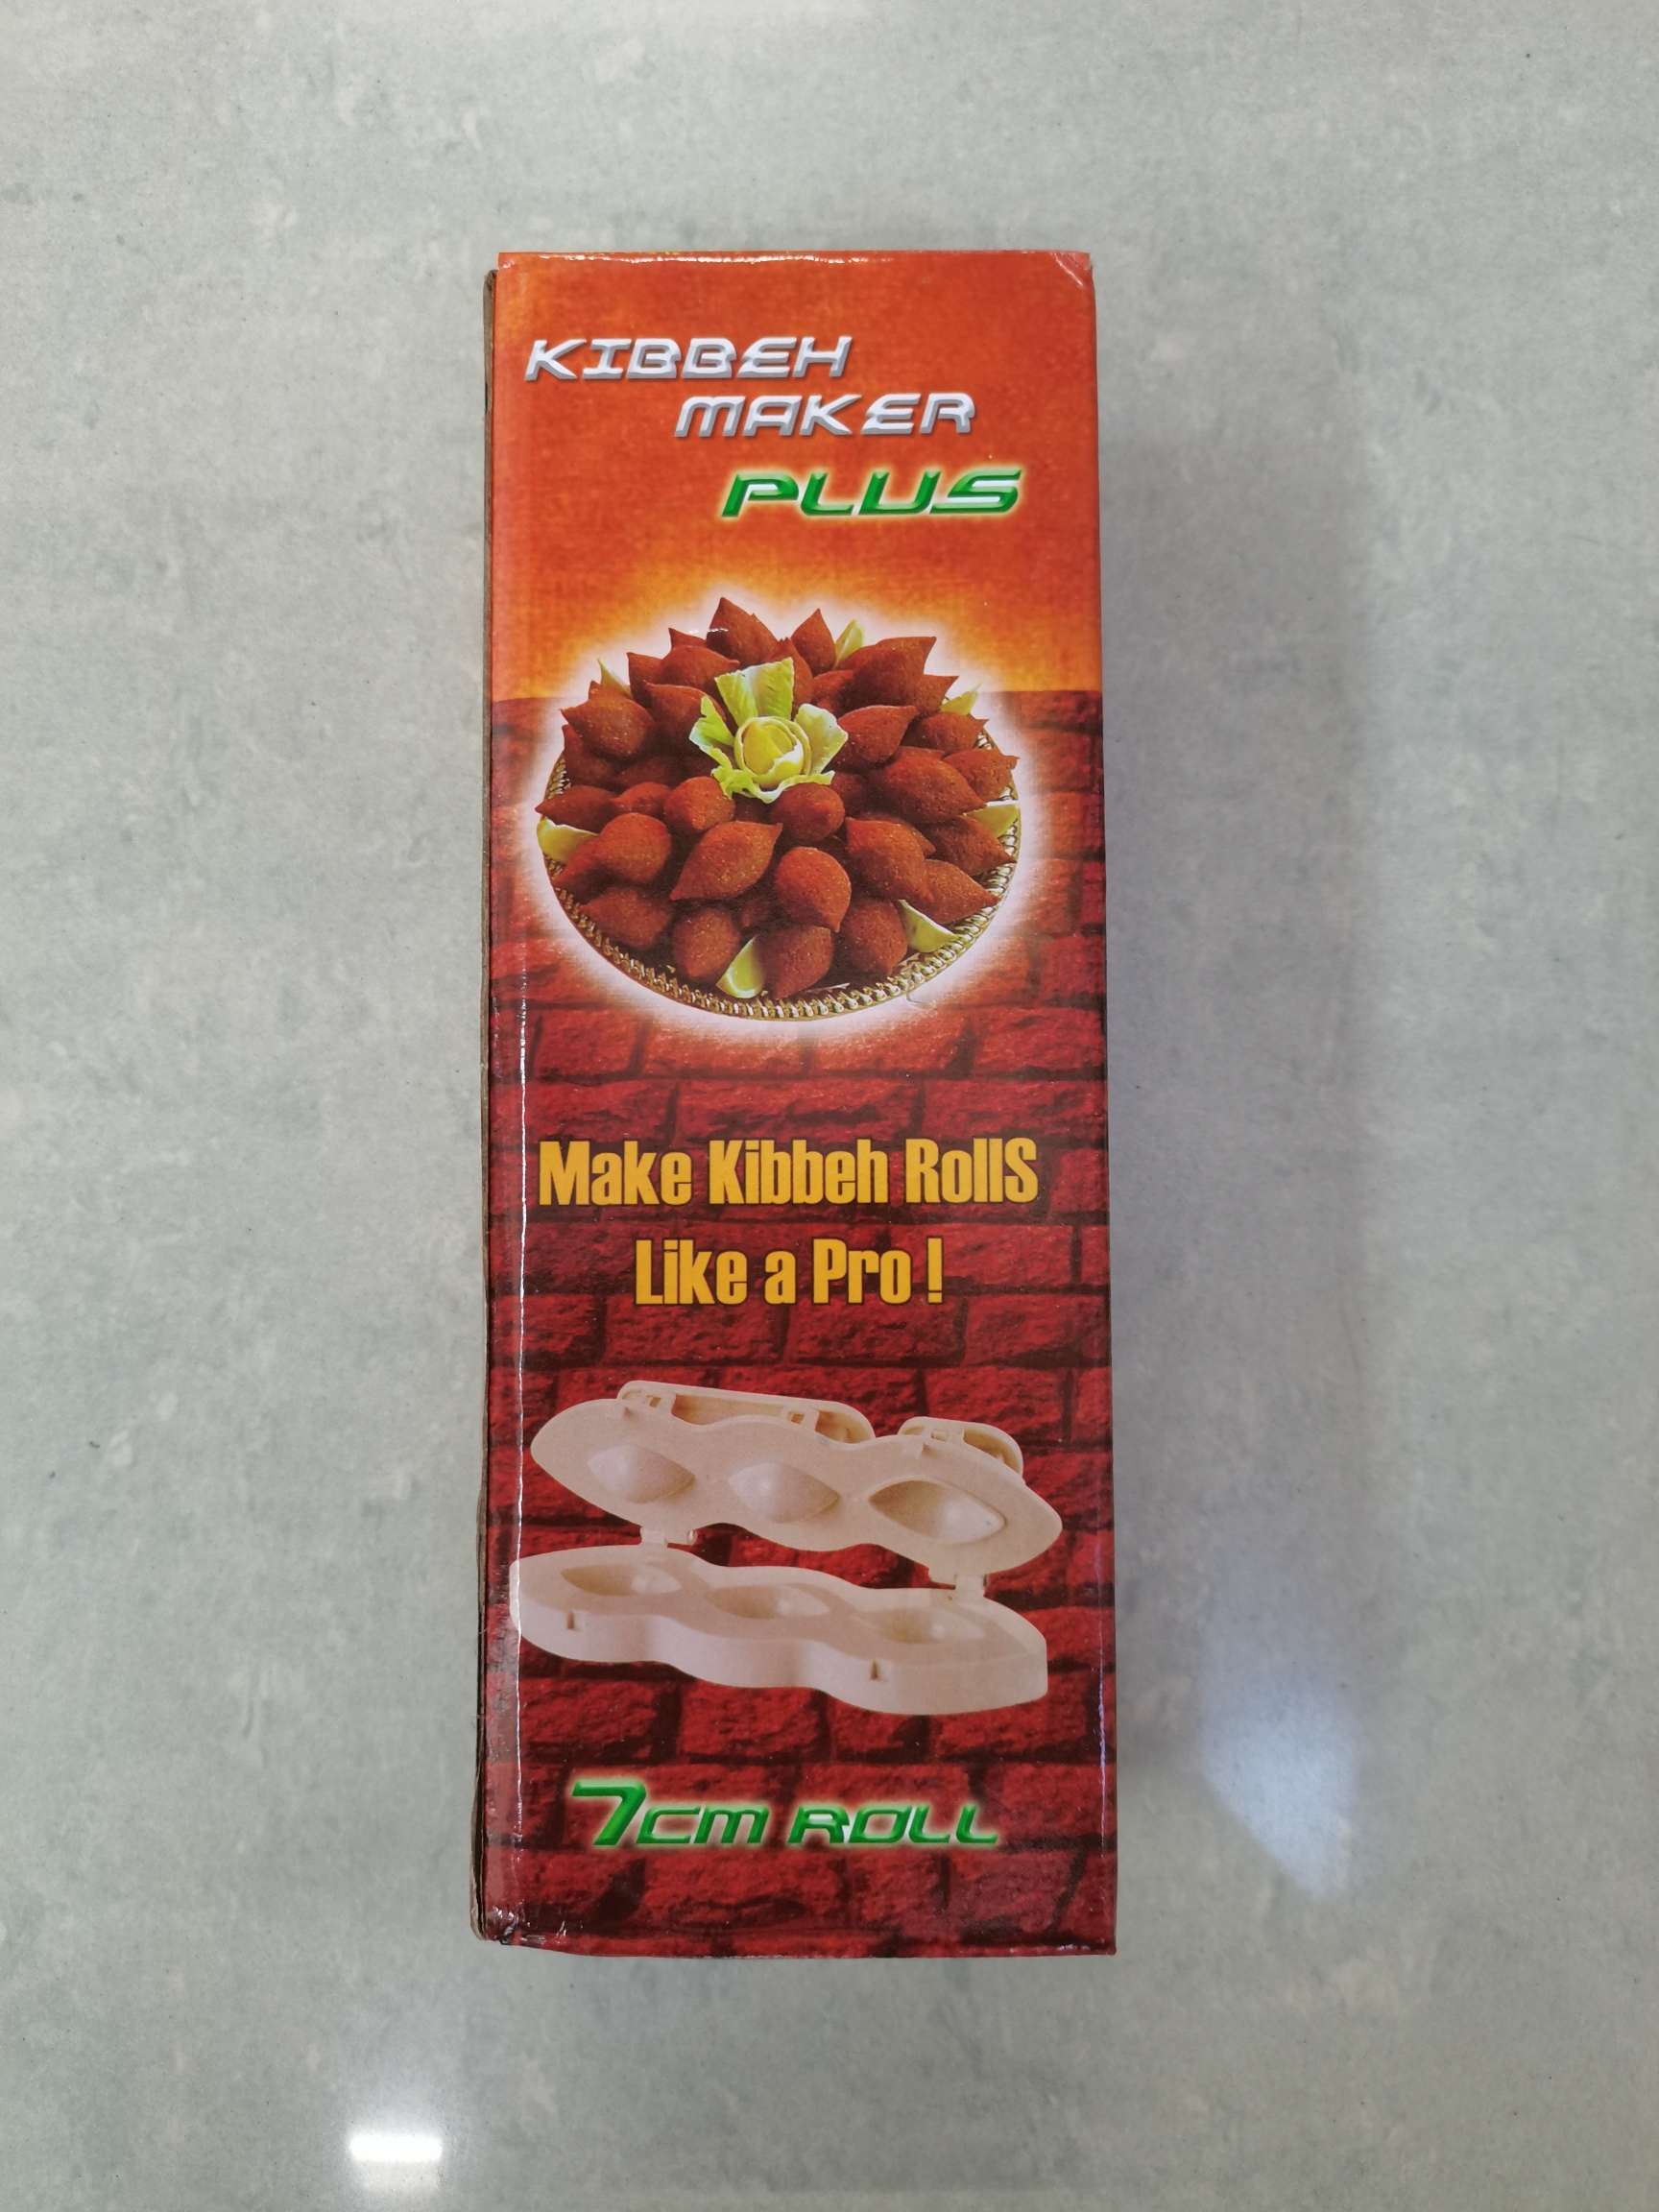 KIBBEH
MAKER
PLUS
Make Kibbeh RollS
Like a Pro !
7CM ROLL